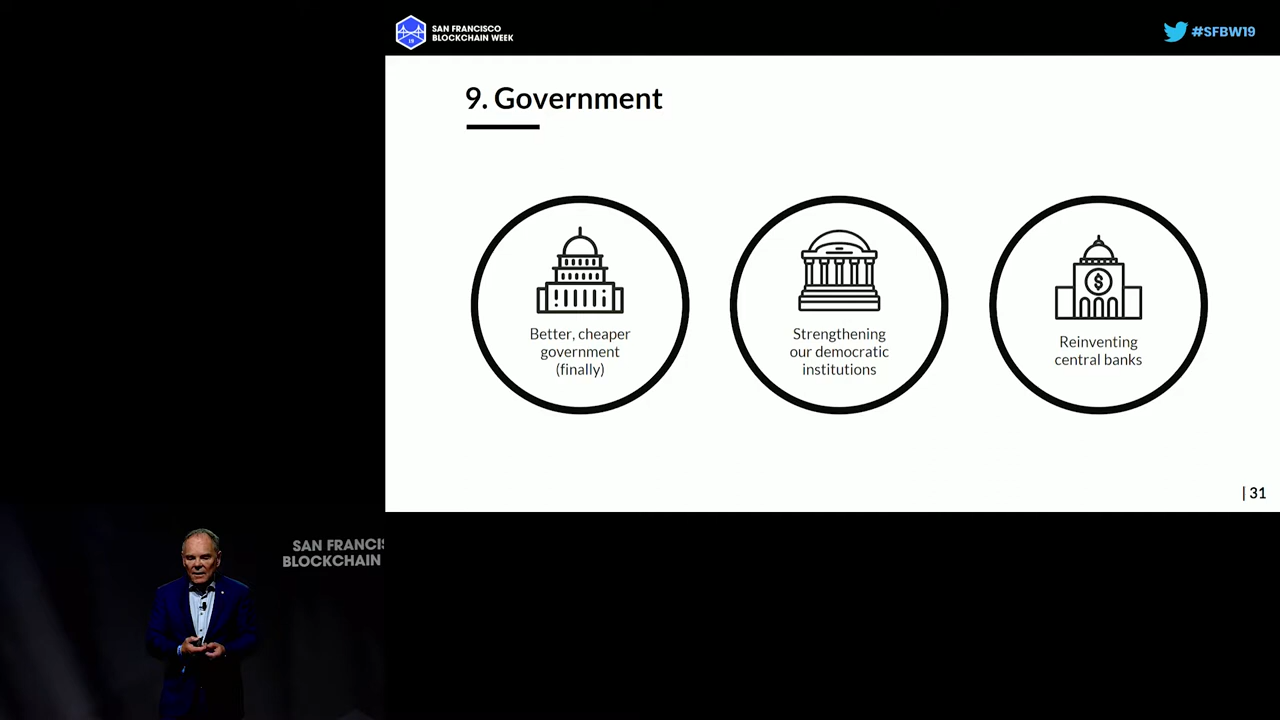 SAN FRANCISCO
BLOCKCHAIN WEEK
19
#SFBW19
9. Government
Better, cheaper
government
(finally)
Strengthening
our democratic
institutions
$
Reinventing
central banks
| 31
SAN FRANCIS
BLOCKCHAIN